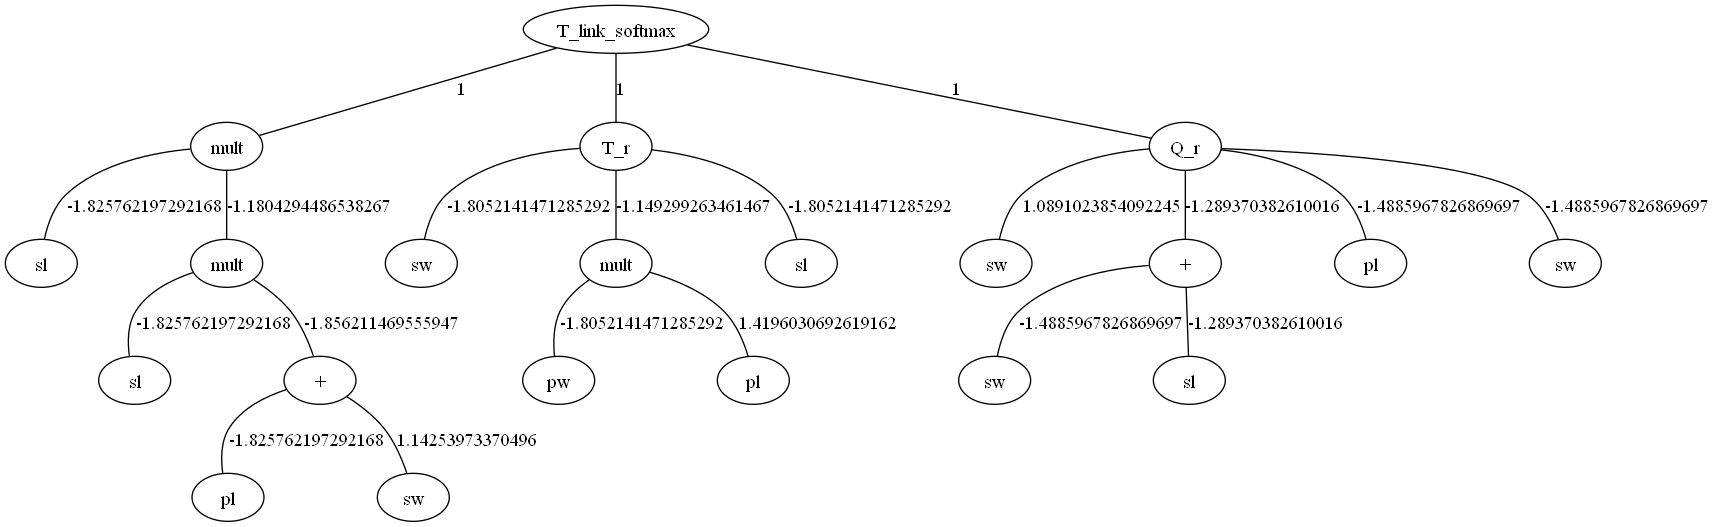 T_link_softmax
1 1 1
mult T_r Q_r
-1.825762197292168 -1.1804294486538267 -1.8052141471285292 -1.149299263461467 -1.8052141471285292 1.0891023854092245 -1.289370382610016 -1.4885967826869697 -1.4885967826869697
sl mult sw mult sl sw + pl sw
-1.825762197292168 -1.856211469555947 -1.8052141471285292 1.4196030692619162 -1.4885967826869697 -1.289370382610016
sl + pw pl sw sl
-1.825762197292168 1.14253973370496
pl sw